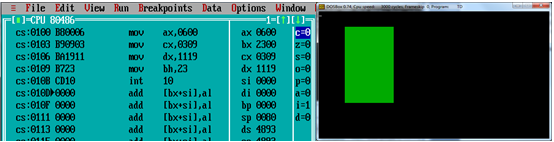 ≡ File Edit View Run Breakpoints Data Options Window
[■]=CPU 80486 1=[↑][↓]
cs:0100 B80006 mov ax,0600 ax 0600 c=0
cs:0103 B90903 mov cx,0309 bx 2300 z=0
cs:0106 BA1911 mov dx,1119 cx 0309 s=0
cs:0109 B723 mov bh,23 dx 1119 o=0
cs:010B CD10 int 10 si 0000 p=0
cs:010D▶0000 add [bx+si],al di 0000 a=0
cs:010F 0000 add [bx+si],al bp 0000 i=1
cs:0111 0000 add [bx+si],al sp 0080 d=0
cs:0113 0000 add [bx+si],al ds 4893
cs:0115 0000 add [bx+si],al
DOSBox 0.74, Cpu speed: 3000 cycles, Frameskip 0, Program: TD